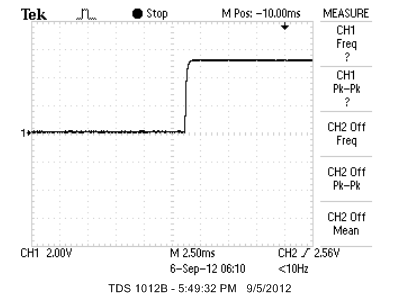 Tek Stop M Pos: -10.00ms MEASURE
CH1
Freq
?
CH1
Pk-Pk
?
CH2 Off
Freq
CH2 Off
Pk-Pk
CH2 Off
Mean
1
CH1 2.00V M 2.50ms CH2 2.56V
6-Sep-12 06:10 <10Hz
TDS 1012B - 5:49:32 PM 9/5/2012